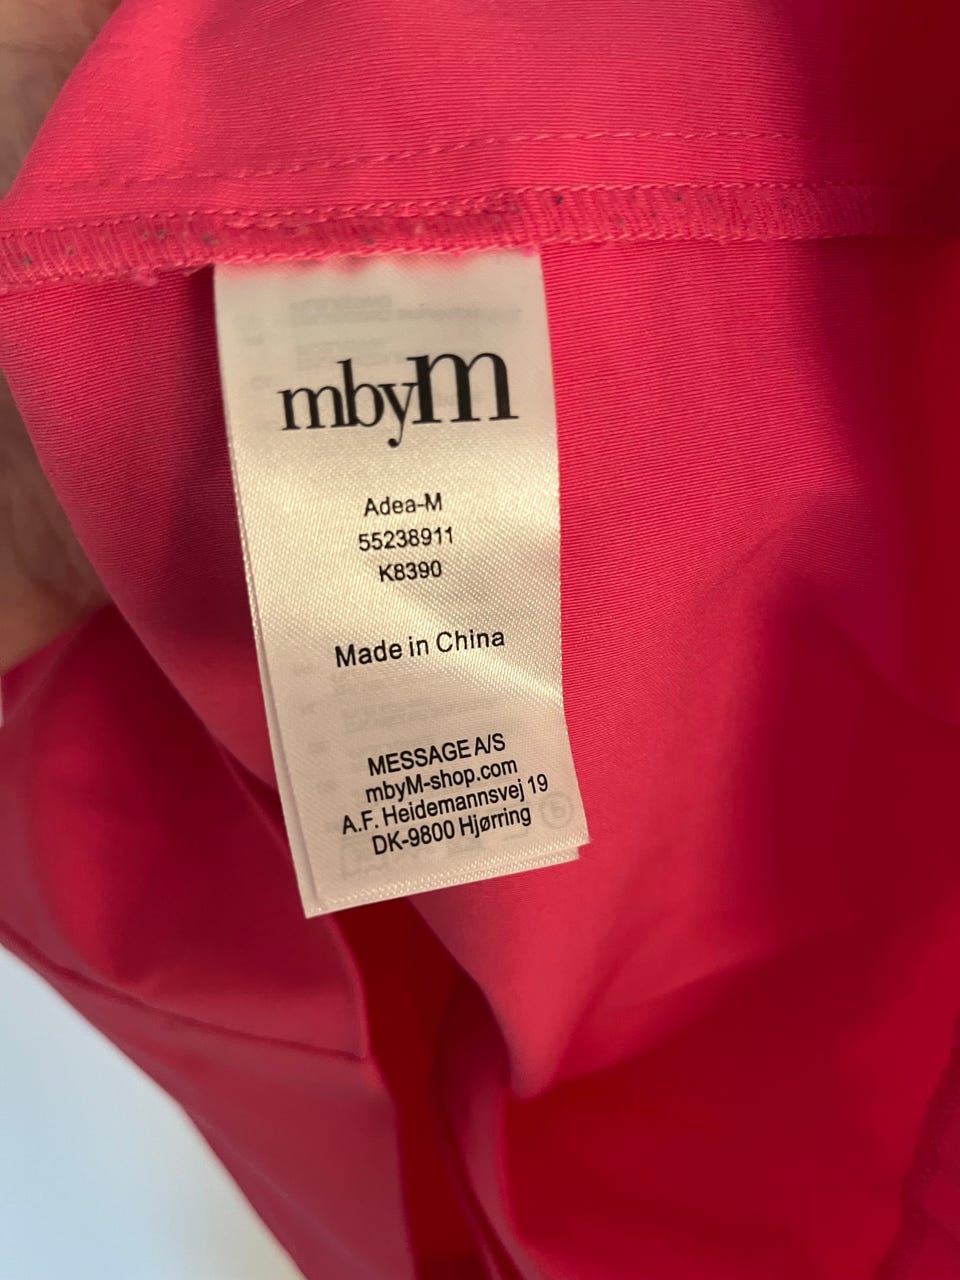 mbyM
Adea-M
55238911
K8390
Made in China
MESSAGE A/S
mbyM-shop.com
A.F. Heidemannsvej 19
DK-9800 Hjørring